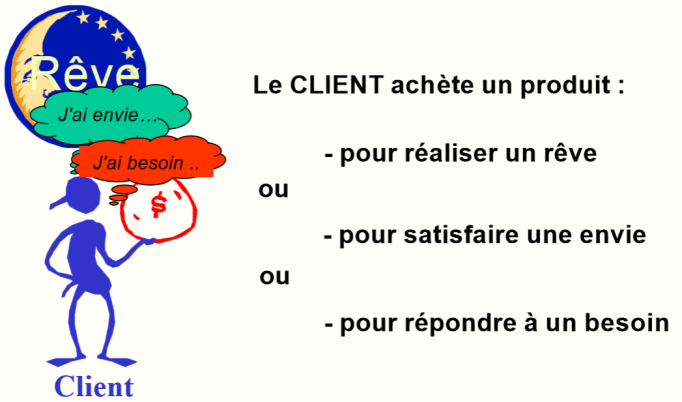 Rêve
J'ai envie...
J'ai besoin ..
$
Client
Le CLIENT achète un produit :
- pour réaliser un rêve
ou
- pour satisfaire une envie
ou
- pour répondre à un besoin